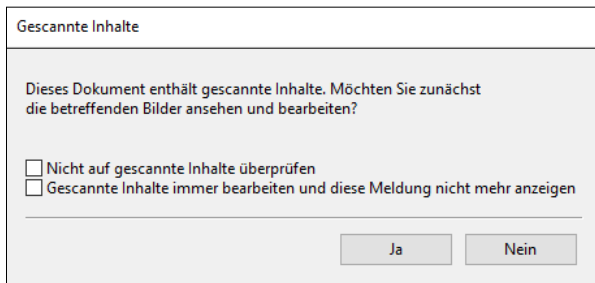 Gescannte Inhalte
Dieses Dokument enthält gescannte Inhalte. Möchten Sie zunächst
die betreffenden Bilder ansehen und bearbeiten?
Nicht auf gescannte Inhalte überprüfen
Gescannte Inhalte immer bearbeiten und diese Meldung nicht mehr anzeigen
Ja
Nein